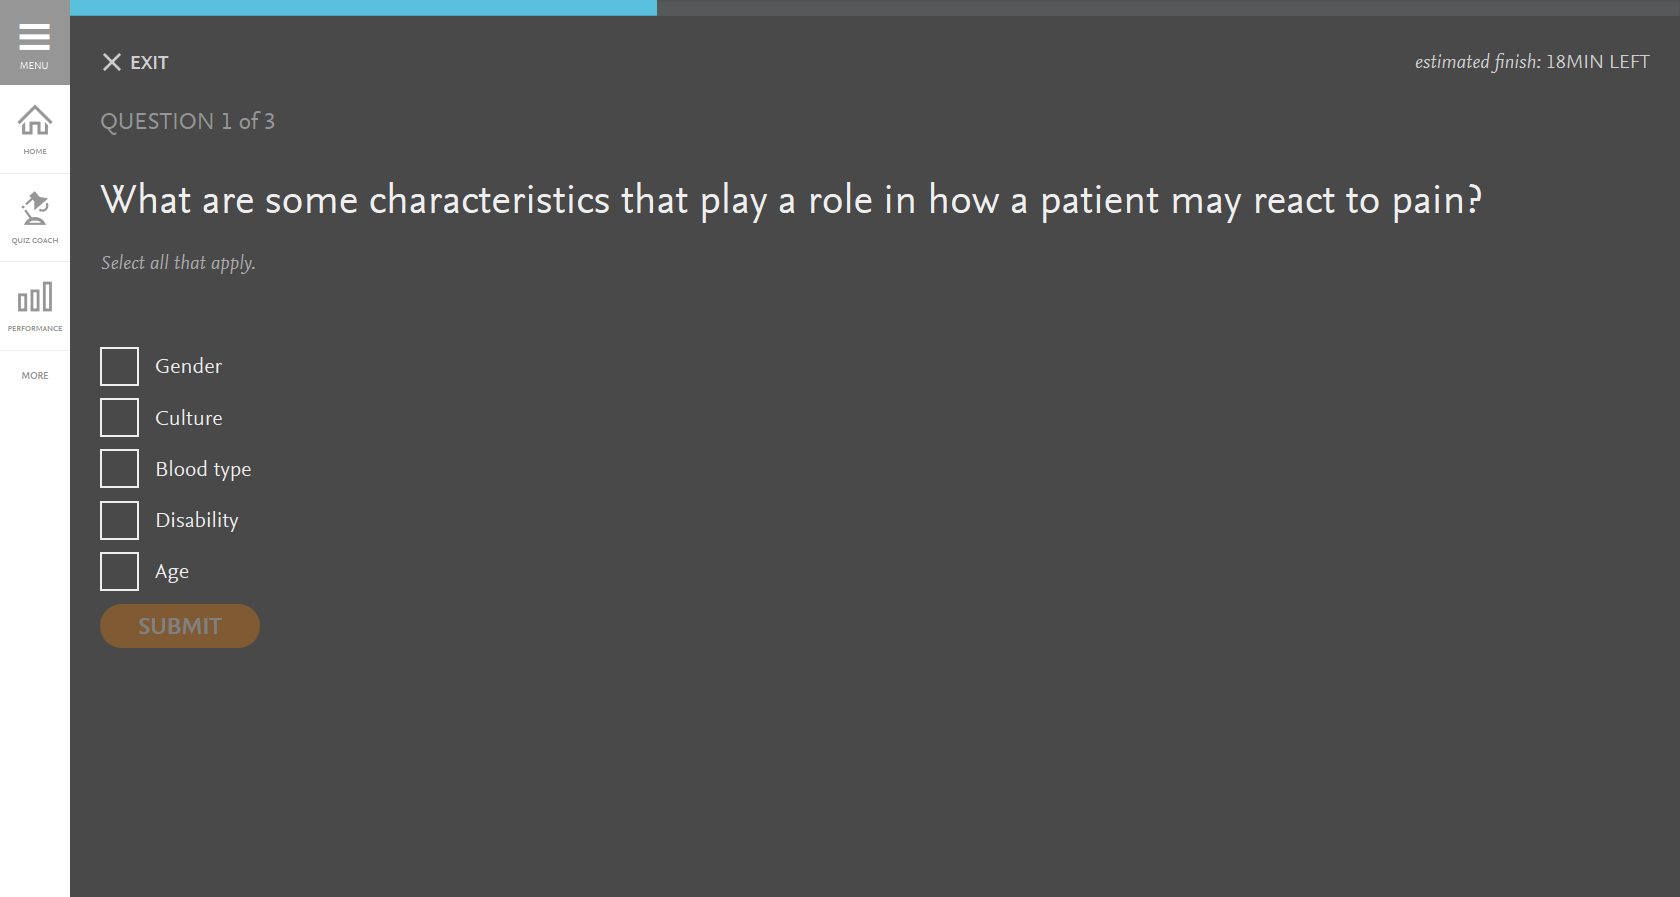 MENU
HOME
QUIZ COACH
PERFORMANCE
MORE
EXIT
estimated finish: 18MIN LEFT
QUESTION 1 of 3
What are some characteristics that play a role in how a patient may react to pain?
Select all that apply.
Gender
Culture
Blood type
Disability
Age
SUBMIT